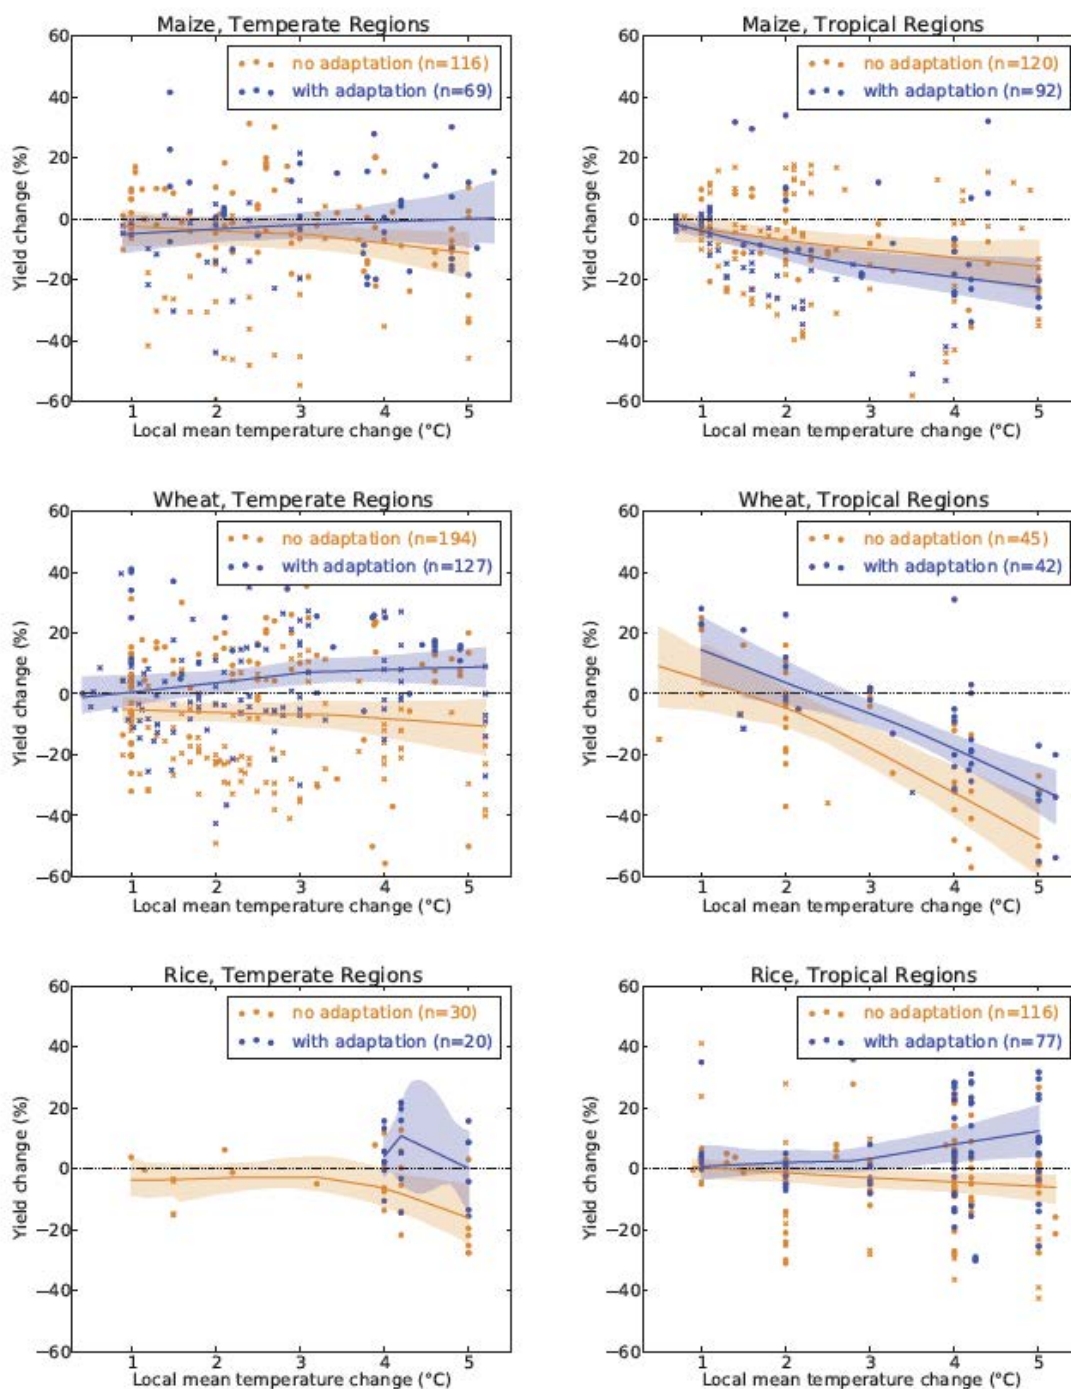 Maize, Temperate Regions
60
40
20
0
−20
−40
−60
Yield change (%)
no adaptation (n=116)
with adaptation (n=69)
1 2 3 4 5
Local mean temperature change (°C)
Maize, Tropical Regions
60
40
20
0
−20
−40
−60
Yield change (%)
no adaptation (n=120)
with adaptation (n=92)
1 2 3 4 5
Local mean temperature change (°C)
Wheat, Temperate Regions
60
40
20
0
−20
−40
−60
Yield change (%)
no adaptation (n=194)
with adaptation (n=127)
1 2 3 4 5
Local mean temperature change (°C)
Wheat, Tropical Regions
60
40
20
0
−20
−40
−60
Yield change (%)
no adaptation (n=45)
with adaptation (n=42)
1 2 3 4 5
Local mean temperature change (°C)
Rice, Temperate Regions
60
40
20
0
−20
−40
−60
Yield change (%)
no adaptation (n=30)
with adaptation (n=20)
1 2 3 4 5
Local mean temperature change (°C)
Rice, Tropical Regions
60
40
20
0
−20
−40
−60
Yield change (%)
no adaptation (n=116)
with adaptation (n=77)
1 2 3 4 5
Local mean temperature change (°C)